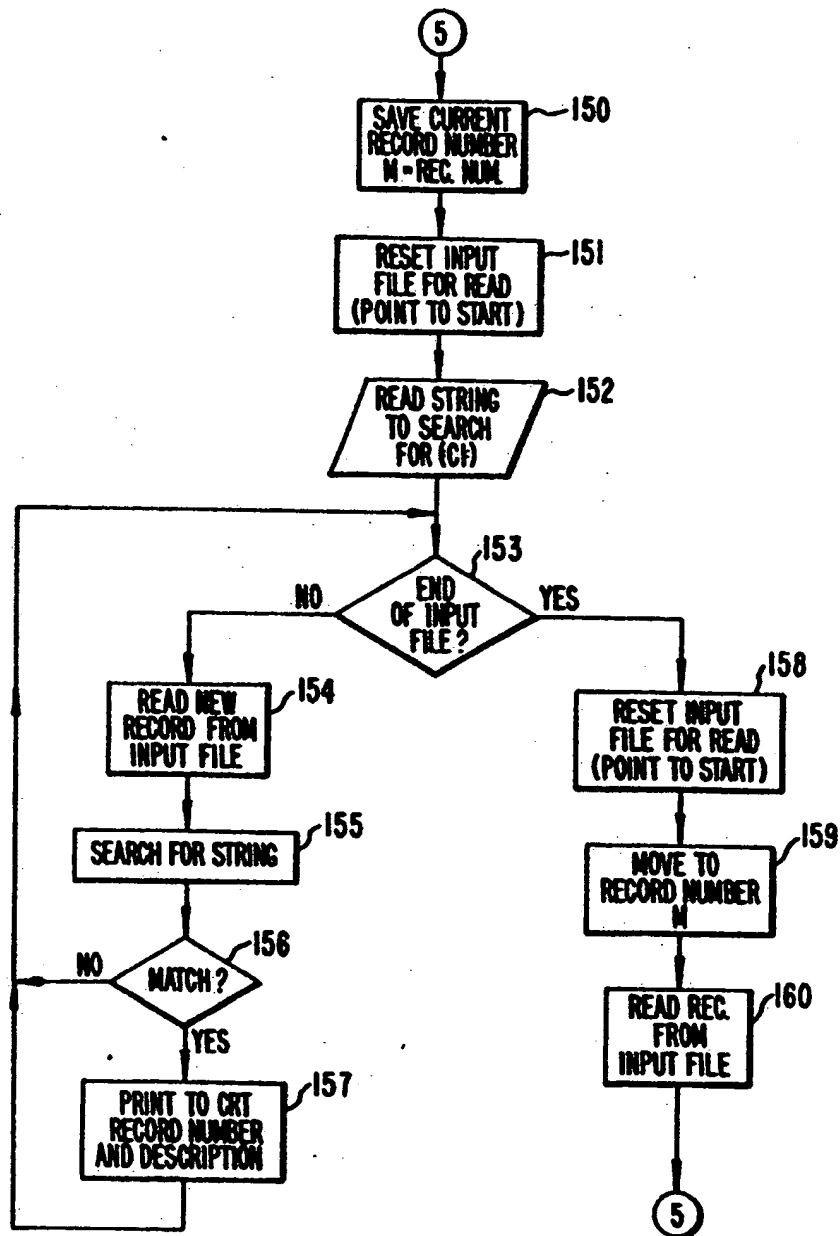 5
SAVE CURRENT
RECORD NUMBER
M = REC. NUM.
150
RESET INPUT
FILE FOR READ
(POINT TO START)
151
READ STRING
TO SEARCH
FOR (C1)
152
END
OF INPUT
FILE?
153
NO
YES
READ NEW
RECORD FROM
INPUT FILE
154
SEARCH FOR STRING
155
MATCH?
156
NO
YES
PRINT TO CRT
RECORD NUMBER
AND DESCRIPTION
157
RESET INPUT
FILE FOR READ
(POINT TO START)
158
MOVE TO
RECORD NUMBER
M
159
READ REC.
FROM
INPUT FILE
160
5